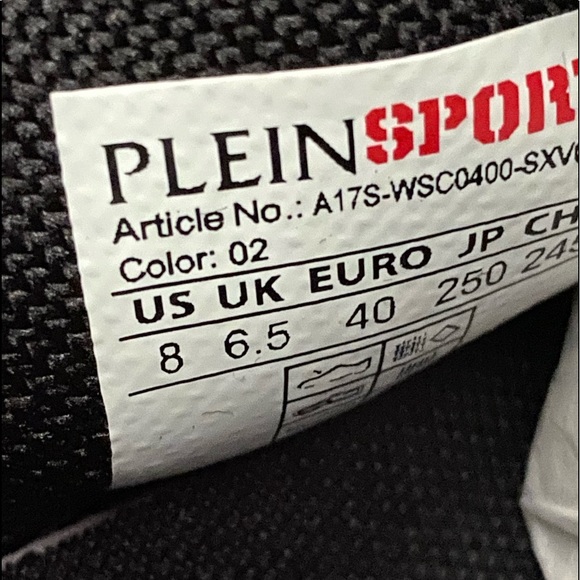 PLEINSPOR
Article No.: A17S-WSC0400-SXV
Color: 02
US UK EURO JP CH
8 6.5 40 250 245